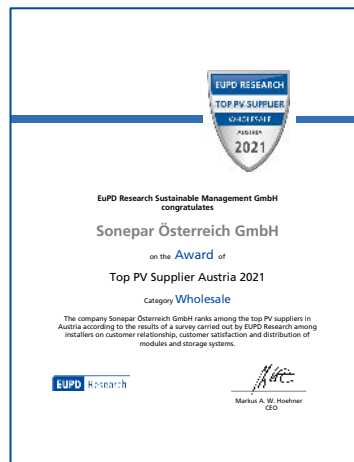 EUPD RESEARCH
TOP PV SUPPLIER
WHOLESALE
AUSTRIA
2021
EuPD Research Sustainable Management GmbH
congratulates
Sonepar Österreich GmbH
on the Award of
Top PV Supplier Austria 2021
Category Wholesale
The company Sonepar Österreich GmbH ranks among the top PV suppliers in
Austria according to the results of a survey carried out by EUPD Research among
installers on customer relationship, customer satisfaction and distribution of
modules and storage systems.
EUPD Research
Markus A. W. Hoehner
CEO